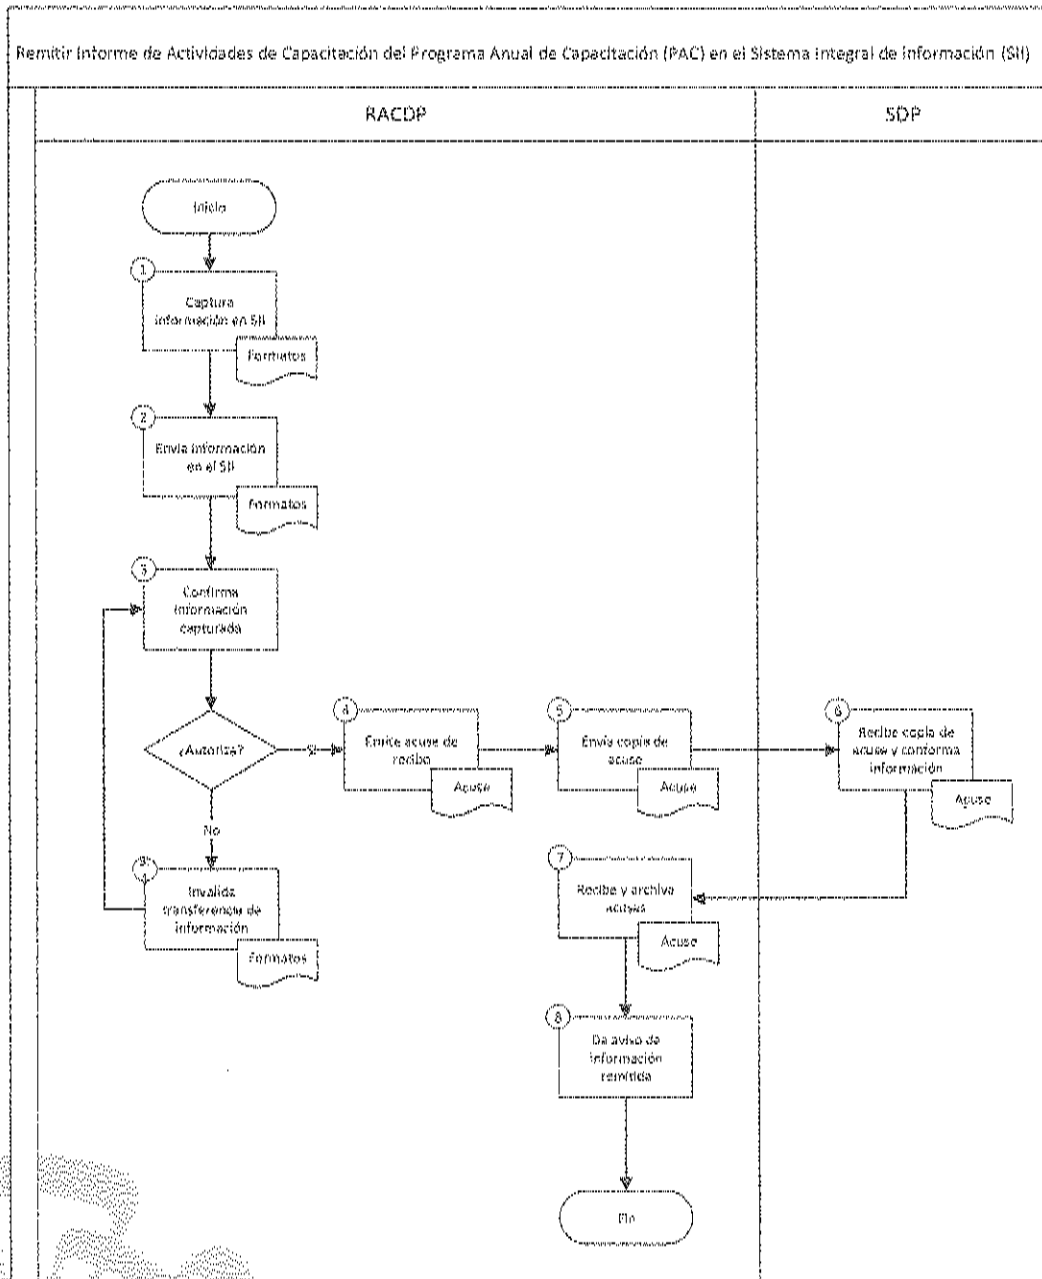 Remitir Informe de Actividades de Capacitación del Programa Anual de Capacitación (PAC) en el Sistema Integral de Información (SII)
RACDP
SDP
Inicio
1
Captura
información en SII
Formatos
2
Envía información
en el SII
Formatos
3
Confirma
información
capturada
¿Autoriza?
Si
4
Emite acuse de
recibo
Acuse
5
Envía copia de
acuse
Acuse
6
Recibe copia de
acuse y conforma
información
Acuse
No
Invalida
transferencia de
información
Formatos
7
Recibe y archiva
acuses
Acuse
8
Da aviso de
información
remitida
Fin